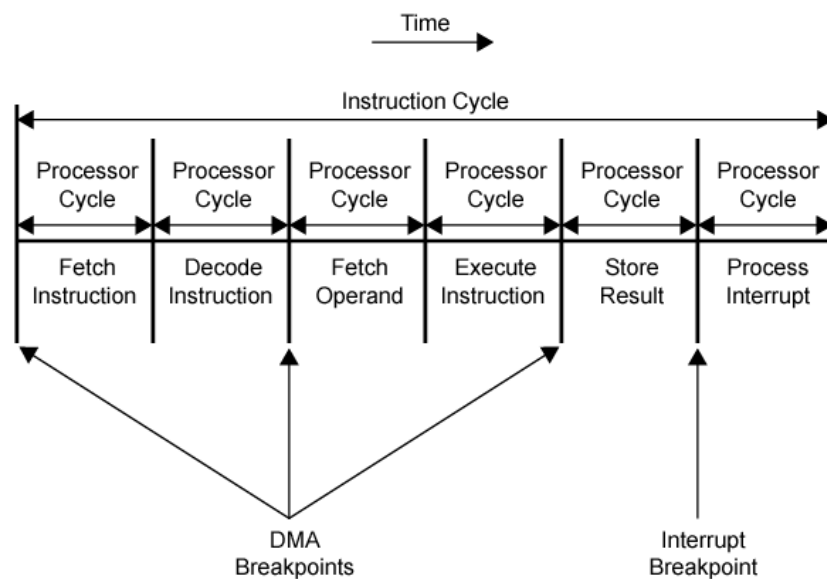 Time
Instruction Cycle
Processor Processor Processor Processor Processor Processor
Cycle Cycle Cycle Cycle Cycle Cycle
Fetch Decode Fetch Execute Store Process
Instruction Instruction Operand Instruction Result Interrupt
DMA Interrupt
Breakpoints Breakpoint